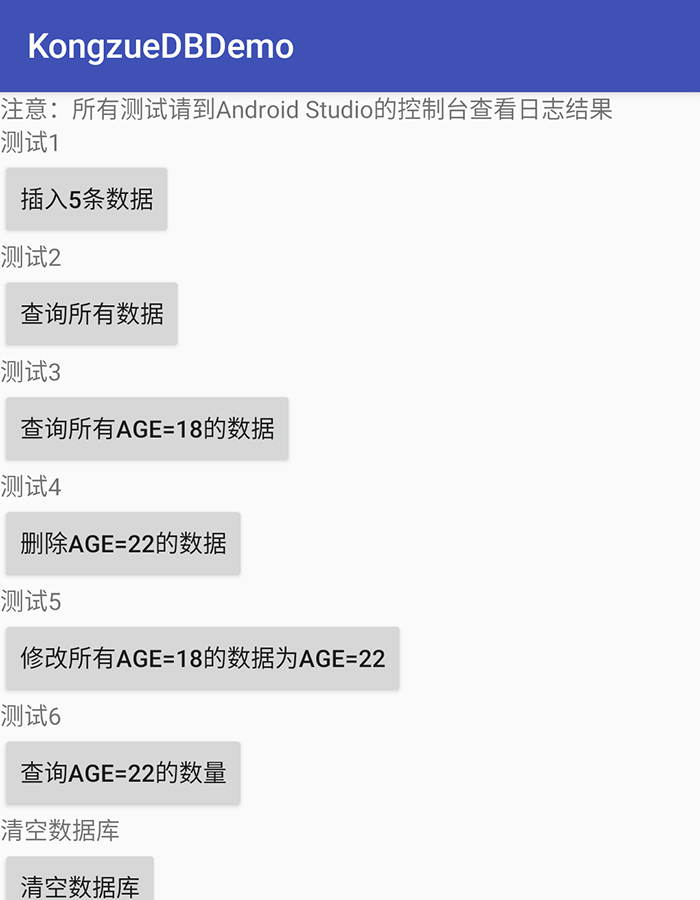 KongzueDBDemo
注意：所有测试请到Android Studio的控制台查看日志结果
测试1
插入5条数据
测试2
查询所有数据
测试3
查询所有AGE=18的数据
测试4
删除AGE=22的数据
测试5
修改所有AGE=18的数据为AGE=22
测试6
查询AGE=22的数量
清空数据库
清空数据库